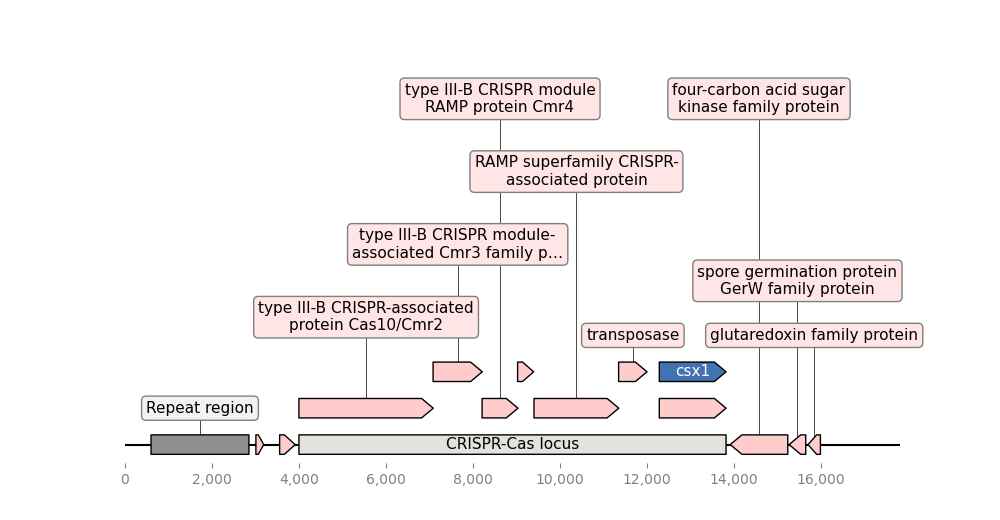 type III-B CRISPR module
RAMP protein Cmr4
four-carbon acid sugar
kinase family protein
RAMP superfamily CRISPR-
associated protein
type III-B CRISPR module-
associated Cmr3 family p…
spore germination protein
GerW family protein
type III-B CRISPR-associated
protein Cas10/Cmr2
transposase
glutaredoxin family protein
csx1
Repeat region
CRISPR-Cas locus
0 2,000 4,000 6,000 8,000 10,000 12,000 14,000 16,000